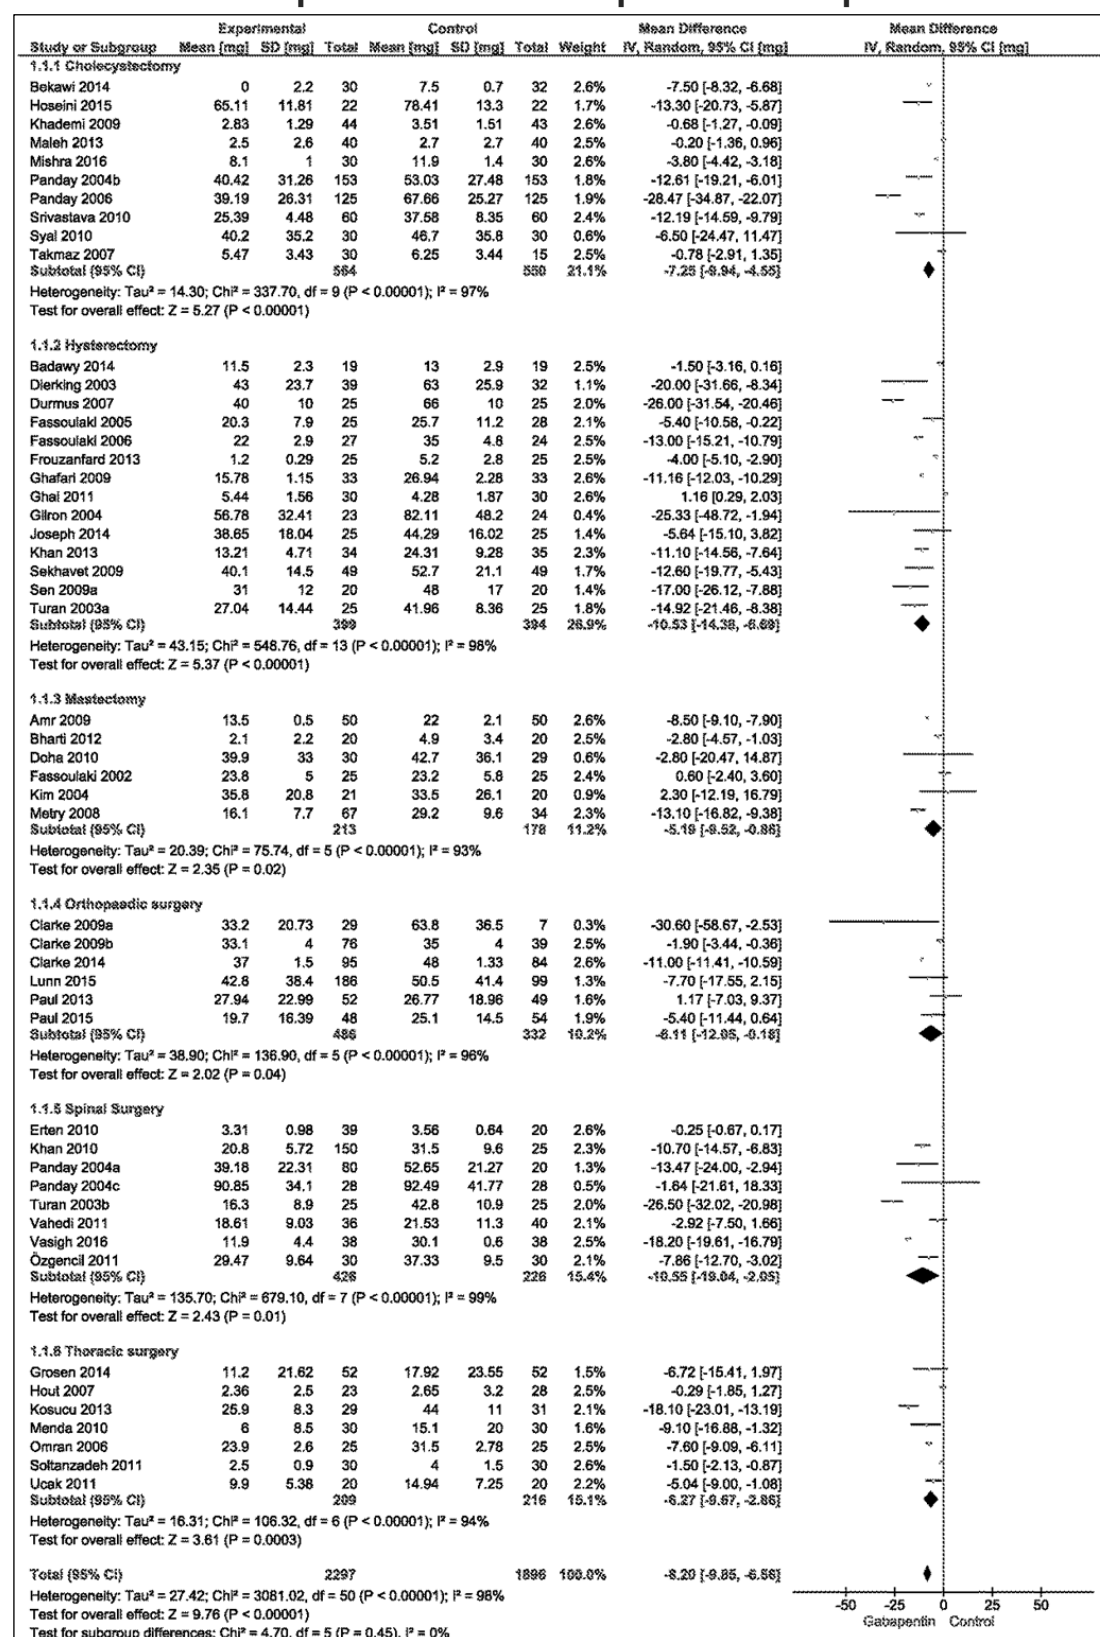 Experimental Control Mean Difference Mean Difference
Study or Subgroup Mean [mg] SD [mg] Total Mean [mg] SD [mg] Total Weight IV, Random, 95% CI [mg] IV, Random, 95% CI [mg]
1.1.1 Cholecystectomy
Bekawi 2014 0 2.2 30 7.5 0.7 32 2.6% -7.50 [-8.32, -6.68]
Hoseini 2015 65.11 11.81 22 78.41 13.3 22 1.7% -13.30 [-20.73, -5.87]
Khademi 2009 2.83 1.29 44 3.51 1.51 43 2.6% -0.68 [-1.27, -0.09]
Maleh 2013 2.5 2.6 40 2.7 2.7 40 2.5% -0.20 [-1.36, 0.96]
Mishra 2016 8.1 1 30 11.9 1.4 30 2.6% -3.80 [-4.42, -3.18]
Panday 2004b 40.42 31.26 153 53.03 27.48 153 1.8% -12.61 [-19.21, -6.01]
Panday 2006 39.19 26.31 125 67.66 25.27 125 1.9% -28.47 [-34.87, -22.07]
Srivastava 2010 25.39 4.48 60 37.58 8.35 60 2.4% -12.19 [-14.59, -9.79]
Syal 2010 40.2 35.2 30 46.7 35.8 30 0.6% -6.50 [-24.47, 11.47]
Takmaz 2007 5.47 3.43 30 6.25 3.44 15 2.5% -0.78 [-2.91, 1.35]
Subtotal (95% CI) 564 550 21.1% -7.25 [-9.94, -4.55]
Heterogeneity: Tau² = 14.30; Chi² = 337.70, df = 9 (P < 0.00001); I² = 97%
Test for overall effect: Z = 5.27 (P < 0.00001)
1.1.2 Hysterectomy
Badawy 2014 11.5 2.3 19 13 2.9 19 2.5% -1.50 [-3.16, 0.16]
Dierking 2003 43 23.7 39 63 25.9 32 1.1% -20.00 [-31.66, -8.34]
Durmus 2007 40 10 25 66 10 25 2.0% -26.00 [-31.54, -20.46]
Fassoulaki 2005 20.3 7.9 25 25.7 11.2 28 2.1% -5.40 [-10.58, -0.22]
Fassoulaki 2006 22 2.9 27 35 4.8 24 2.5% -13.00 [-15.21, -10.79]
Frouzanfard 2013 1.2 0.29 25 5.2 2.8 25 2.5% -4.00 [-5.10, -2.90]
Ghafari 2009 15.78 1.15 33 26.94 2.28 33 2.6% -11.16 [-12.03, -10.29]
Ghai 2011 5.44 1.56 30 4.28 1.87 30 2.6% 1.16 [0.29, 2.03]
Gilron 2004 56.78 32.41 23 82.11 48.2 24 0.4% -25.33 [-48.72, -1.94]
Joseph 2014 38.65 18.04 25 44.29 16.02 25 1.4% -5.64 [-15.10, 3.82]
Khan 2013 13.21 4.71 34 24.31 9.28 35 2.3% -11.10 [-14.56, -7.64]
Sekhavet 2009 40.1 14.5 49 52.7 21.1 49 1.7% -12.60 [-19.77, -5.43]
Sen 2009a 31 12 20 48 17 20 1.4% -17.00 [-26.12, -7.88]
Turan 2003a 27.04 14.44 25 41.96 8.36 25 1.8% -14.92 [-21.46, -8.38]
Subtotal (95% CI) 399 394 26.9% -10.53 [-14.38, -6.69]
Heterogeneity: Tau² = 43.15; Chi² = 548.76, df = 13 (P < 0.00001); I² = 98%
Test for overall effect: Z = 5.37 (P < 0.00001)
1.1.3 Mastectomy
Amr 2009 13.5 0.5 50 22 2.1 50 2.6% -8.50 [-9.10, -7.90]
Bharti 2012 2.1 2.2 20 4.9 3.4 20 2.5% -2.80 [-4.57, -1.03]
Doha 2010 39.9 33 30 42.7 36.1 29 0.6% -2.80 [-20.47, 14.87]
Fassoulaki 2002 23.8 5 25 23.2 5.8 25 2.4% 0.60 [-2.40, 3.60]
Kim 2004 35.8 20.8 21 33.5 26.1 20 0.9% 2.30 [-12.19, 16.79]
Metry 2008 16.1 7.7 67 29.2 9.6 34 2.3% -13.10 [-16.82, -9.38]
Subtotal (95% CI) 213 178 11.2% -5.19 [-9.52, -0.86]
Heterogeneity: Tau² = 20.39; Chi² = 75.74, df = 5 (P < 0.00001); I² = 93%
Test for overall effect: Z = 2.35 (P = 0.02)
1.1.4 Orthopaedic surgery
Clarke 2009a 33.2 20.73 29 63.8 36.5 7 0.3% -30.60 [-58.67, -2.53]
Clarke 2009b 33.1 4 76 35 4 39 2.5% -1.90 [-3.44, -0.36]
Clarke 2014 37 1.5 95 48 1.33 84 2.6% -11.00 [-11.41, -10.59]
Lunn 2015 42.8 38.4 186 50.5 41.4 99 1.3% -7.70 [-17.55, 2.15]
Paul 2013 27.94 22.99 52 26.77 18.96 49 1.6% 1.17 [-7.03, 9.37]
Paul 2015 19.7 16.39 48 25.1 14.5 54 1.9% -5.40 [-11.44, 0.64]
Subtotal (95% CI) 486 332 10.2% -6.11 [-12.05, -0.18]
Heterogeneity: Tau² = 38.90; Chi² = 136.90, df = 5 (P < 0.00001); I² = 96%
Test for overall effect: Z = 2.02 (P = 0.04)
1.1.5 Spinal Surgery
Erten 2010 3.31 0.98 39 3.56 0.64 20 2.6% -0.25 [-0.67, 0.17]
Khan 2010 20.8 5.72 150 31.5 9.6 25 2.3% -10.70 [-14.57, -6.83]
Panday 2004a 39.18 22.31 80 52.65 21.27 20 1.3% -13.47 [-24.00, -2.94]
Panday 2004c 90.85 34.1 28 92.49 41.77 28 0.5% -1.64 [-21.61, 18.33]
Turan 2003b 16.3 8.9 25 42.8 10.9 25 2.0% -26.50 [-32.02, -20.98]
Vahedi 2011 18.61 9.03 36 21.53 11.3 40 2.1% -2.92 [-7.50, 1.66]
Vasigh 2016 11.9 4.4 38 30.1 0.6 38 2.5% -18.20 [-19.61, -16.79]
Özgencil 2011 29.47 9.64 30 37.33 9.5 30 2.1% -7.86 [-12.70, -3.02]
Subtotal (95% CI) 426 226 15.4% -10.55 [-19.04, -2.05]
Heterogeneity: Tau² = 135.70; Chi² = 679.10, df = 7 (P < 0.00001); I² = 99%
Test for overall effect: Z = 2.43 (P = 0.01)
1.1.6 Thoracic surgery
Grosen 2014 11.2 21.62 52 17.92 23.55 52 1.5% -6.72 [-15.41, 1.97]
Hout 2007 2.36 2.5 23 2.65 3.2 28 2.5% -0.29 [-1.85, 1.27]
Kosucu 2013 25.9 8.3 29 44 11 31 2.1% -18.10 [-23.01, -13.19]
Menda 2010 6 8.5 30 15.1 20 30 1.6% -9.10 [-16.88, -1.32]
Omran 2006 23.9 2.6 25 31.5 2.78 25 2.5% -7.60 [-9.09, -6.11]
Soltanzadeh 2011 2.5 0.9 30 4 1.5 30 2.6% -1.50 [-2.13, -0.87]
Ucak 2011 9.9 5.38 20 14.94 7.25 20 2.2% -5.04 [-9.00, -1.08]
Subtotal (95% CI) 209 216 15.1% -6.27 [-9.67, -2.86]
Heterogeneity: Tau² = 16.31; Chi² = 106.32, df = 6 (P < 0.00001); I² = 94%
Test for overall effect: Z = 3.61 (P = 0.0003)
Total (95% CI) 2297 1896 100.0% -8.20 [-9.85, -6.56]
Heterogeneity: Tau² = 27.42; Chi² = 3081.02, df = 50 (P < 0.00001); I² = 98%
Test for overall effect: Z = 9.76 (P < 0.00001)
Test for subgroup differences: Chi² = 4.70, df = 5 (P = 0.45), I² = 0%
-50 -25 0 25 50
Gabapentin Control